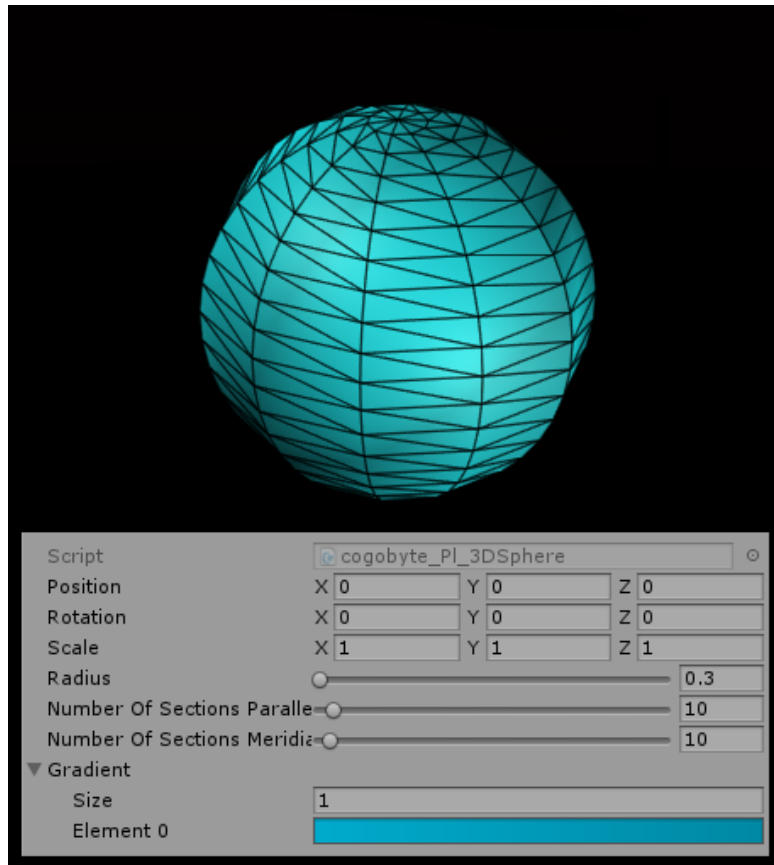 Script cogobyte_Pl_3DSphere
Position X 0 Y 0 Z 0
Rotation X 0 Y 0 Z 0
Scale X 1 Y 1 Z 1
Radius 0.3
Number Of Sections Paralle 10
Number Of Sections Meridia 10
Gradient
Size 1
Element 0